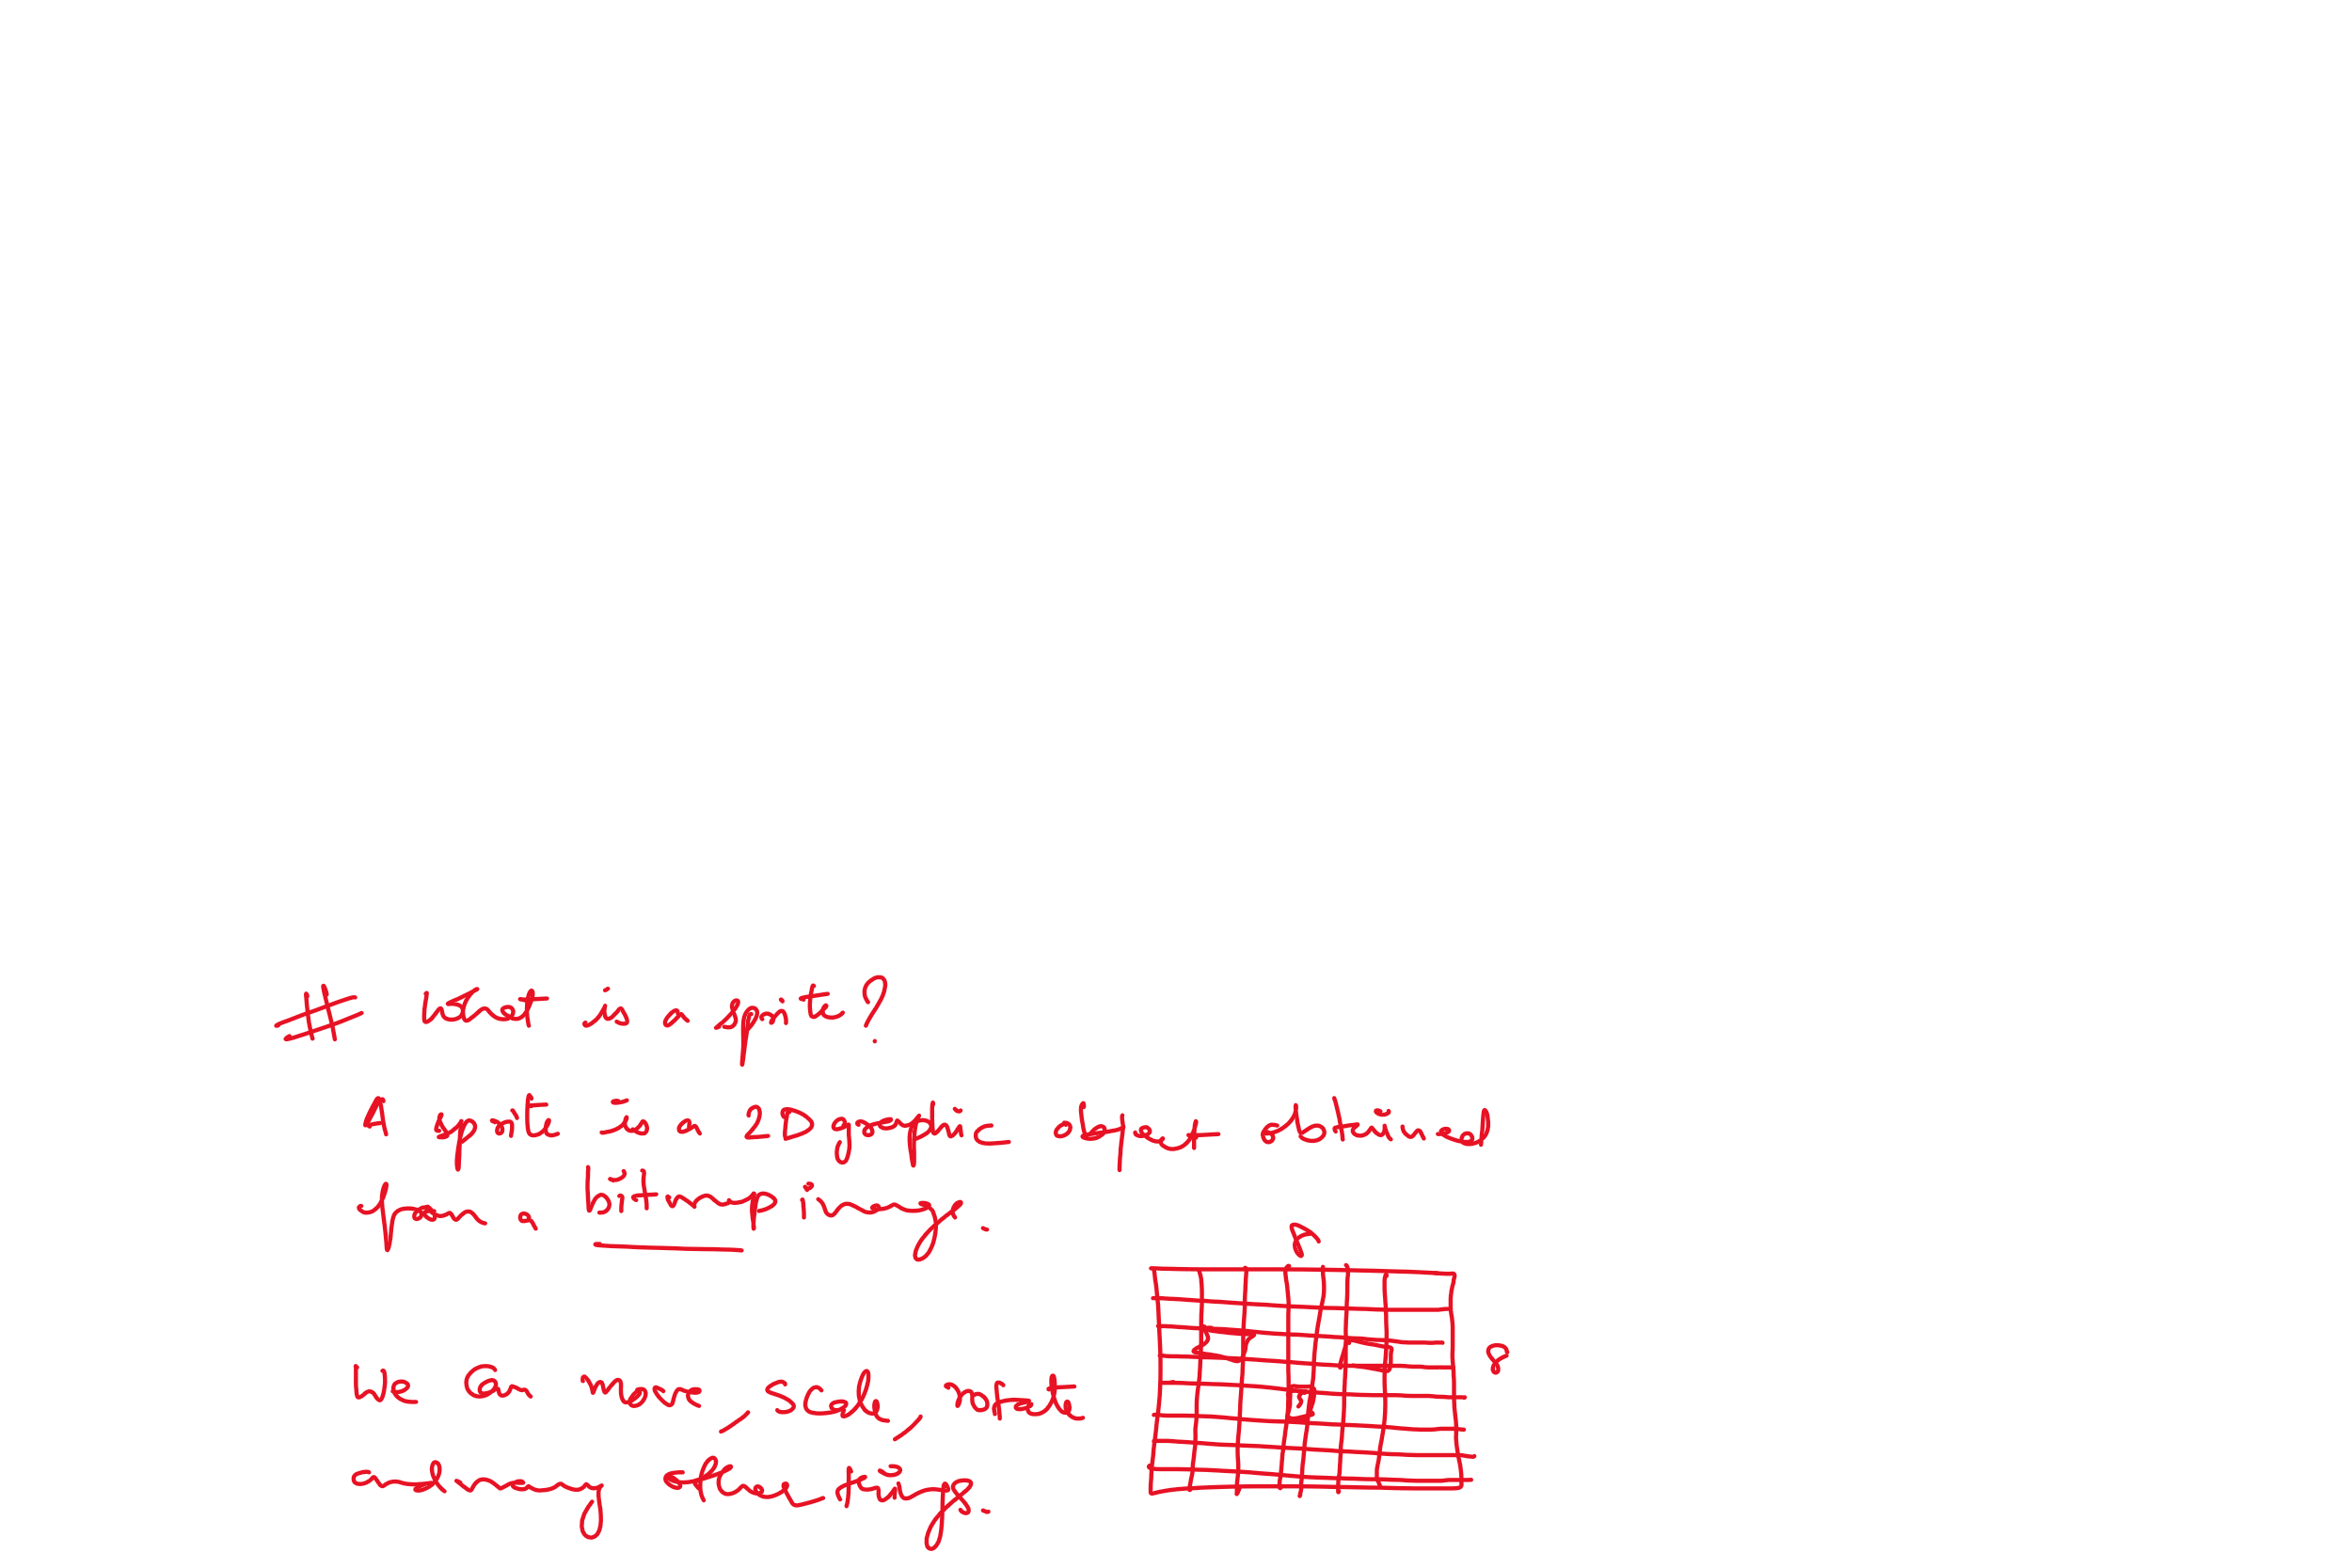 # What is a sprite?
A sprite is a 2D graphic object obtained
from a bitmap image.
We Can move, scale, rotate
and many other things.
8
8